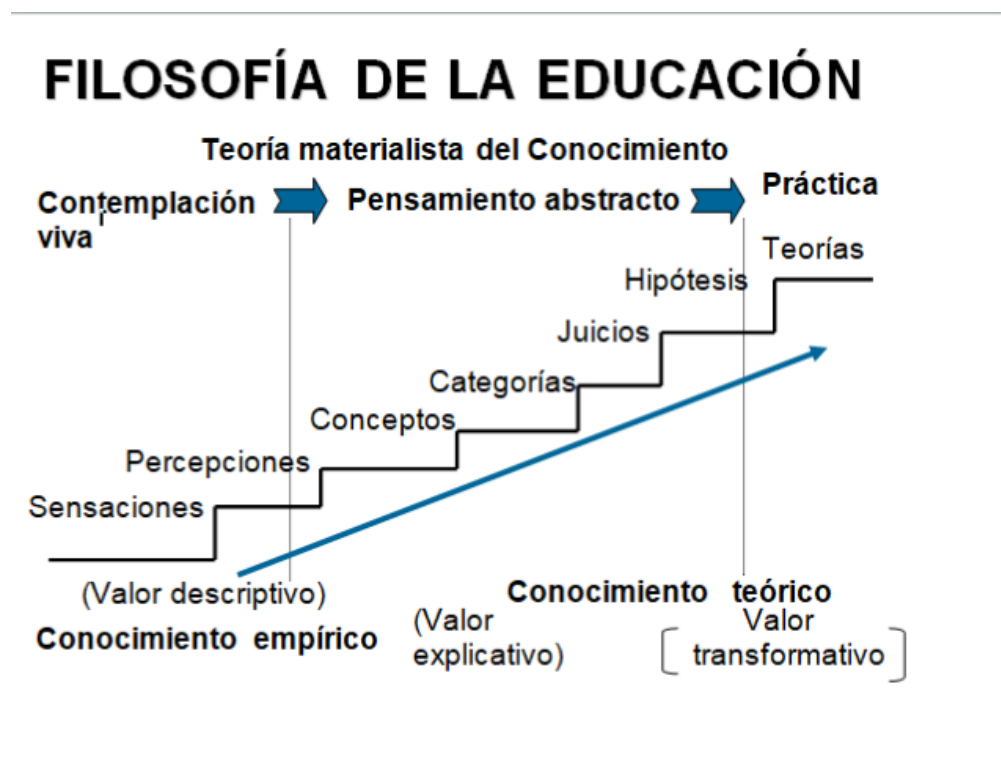 FILOSOFÍA DE LA EDUCACIÓN
Teoría materialista del Conocimiento
Contemplación
viva
Pensamiento abstracto
Práctica
Teorías
Hipótesis
Juicios
Categorías
Conceptos
Percepciones
Sensaciones
(Valor descriptivo)
Conocimiento empírico
Conocimiento teórico
(Valor
explicativo)
Valor
transformativo